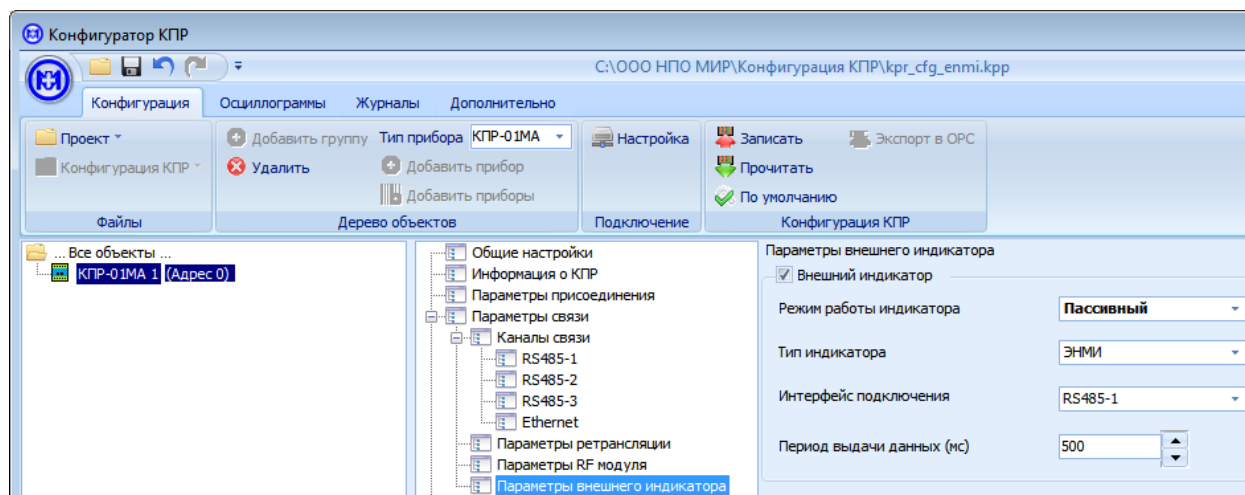 Конфигуратор КПР
C:\ООО НПО МИР\Конфигурация КПР\kpr_cfg_enmi.kpp
Конфигурация Осциллограммы Журналы Дополнительно
Проект Добавить группу Тип прибора КПР-01МА Настройка Записать Экспорт в ОРС
Конфигурация КПР Удалить Добавить прибор Прочитать
Добавить приборы По умолчанию
Файлы Дерево объектов Подключение Конфигурация КПР
... Все объекты ...
КПР-01МА 1 (Адрес 0)
Общие настройки
Информация о КПР
Параметры присоединения
Параметры связи
Каналы связи
RS485-1
RS485-2
RS485-3
Ethernet
Параметры ретрансляции
Параметры RF модуля
Параметры внешнего индикатора
Параметры внешнего индикатора
Внешний индикатор
Режим работы индикатора Пассивный
Тип индикатора ЭНМИ
Интерфейс подключения RS485-1
Период выдачи данных (мс) 500